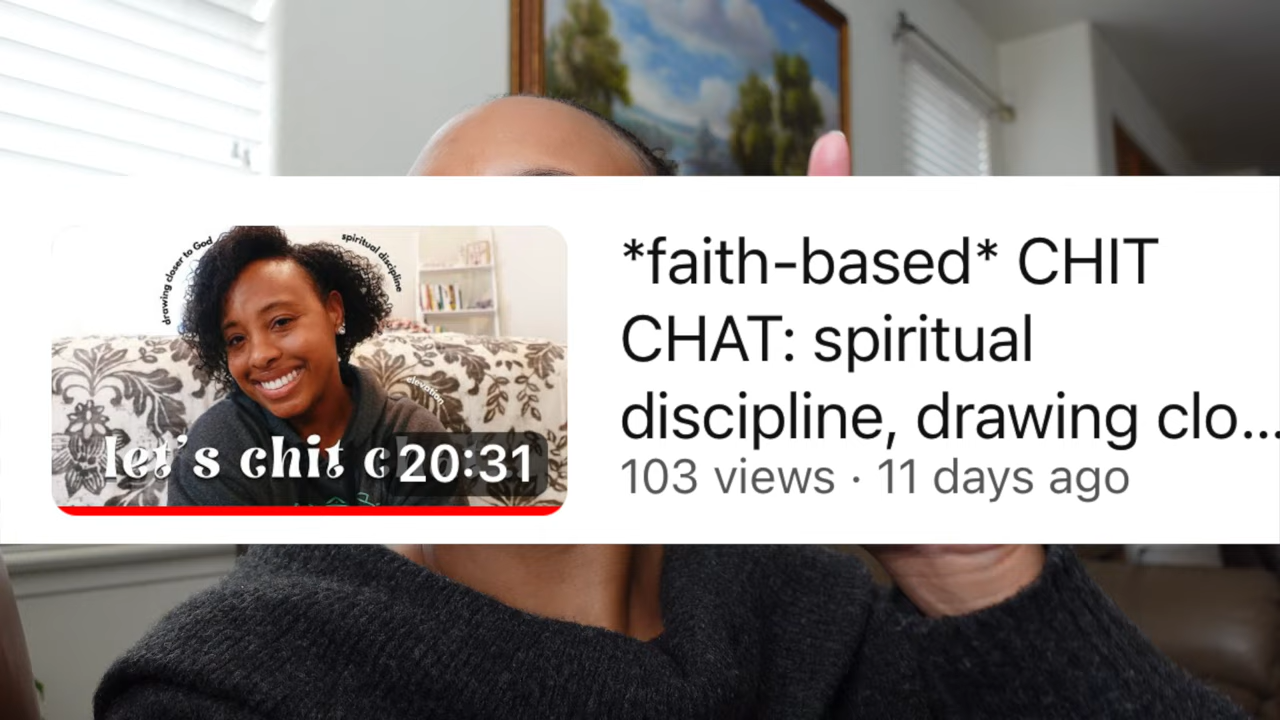 drawing closer to God
spiritual discipline
elevation
let's chit c
20:31
*faith-based* CHIT
CHAT: spiritual
discipline, drawing clo...
103 views · 11 days ago